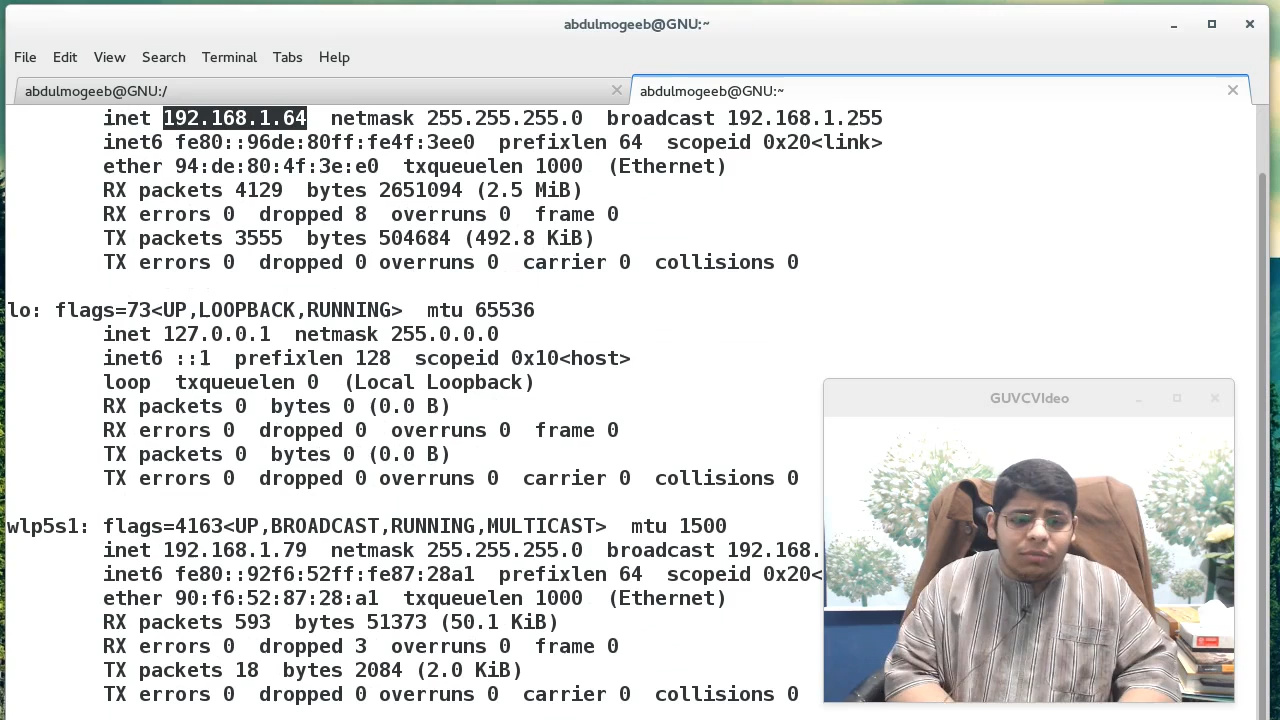 abdulmogeeb@GNU:~
File Edit View Search Terminal Tabs Help
abdulmogeeb@GNU:/ abdulmogeeb@GNU:~
inet 192.168.1.64 netmask 255.255.255.0 broadcast 192.168.1.255
inet6 fe80::96de:80ff:fe4f:3ee0 prefixlen 64 scopeid 0x20<link>
ether 94:de:80:4f:3e:e0 txqueuelen 1000 (Ethernet)
RX packets 4129 bytes 2651094 (2.5 MiB)
RX errors 0 dropped 8 overruns 0 frame 0
TX packets 3555 bytes 504684 (492.8 KiB)
TX errors 0 dropped 0 overruns 0 carrier 0 collisions 0
lo: flags=73<UP,LOOPBACK,RUNNING> mtu 65536
inet 127.0.0.1 netmask 255.0.0.0
inet6 ::1 prefixlen 128 scopeid 0x10<host>
loop txqueuelen 0 (Local Loopback)
RX packets 0 bytes 0 (0.0 B)
RX errors 0 dropped 0 overruns 0 frame 0
TX packets 0 bytes 0 (0.0 B)
TX errors 0 dropped 0 overruns 0 carrier 0 collisions 0
wlp5s1: flags=4163<UP,BROADCAST,RUNNING,MULTICAST> mtu 1500
inet 192.168.1.79 netmask 255.255.255.0 broadcast 192.168.
inet6 fe80::92f6:52ff:fe87:28a1 prefixlen 64 scopeid 0x20<
ether 90:f6:52:87:28:a1 txqueuelen 1000 (Ethernet)
RX packets 593 bytes 51373 (50.1 KiB)
RX errors 0 dropped 3 overruns 0 frame 0
TX packets 18 bytes 2084 (2.0 KiB)
TX errors 0 dropped 0 overruns 0 carrier 0 collisions 0
GUVCVIdeo